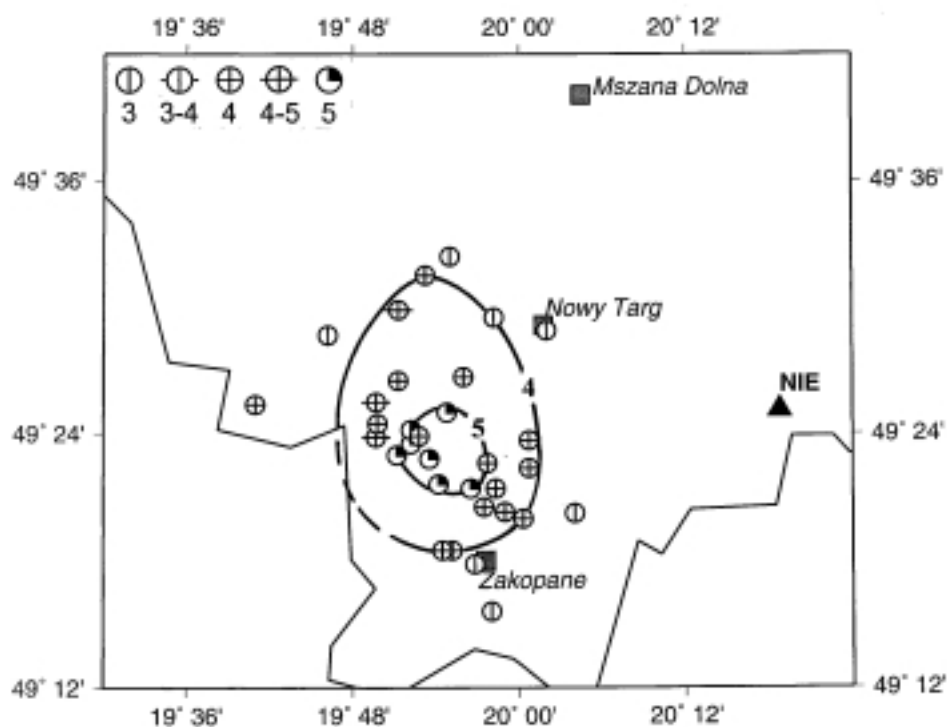 19° 36' 19° 48' 20° 00' 20° 12'
3 3-4 4 4-5 5
Mszana Dolna
49° 36' 49° 36'
Nowy Targ
4
NIE
5
49° 24' 49° 24'
Zakopane
49° 12' 49° 12'
19° 36' 19° 48' 20° 00' 20° 12'